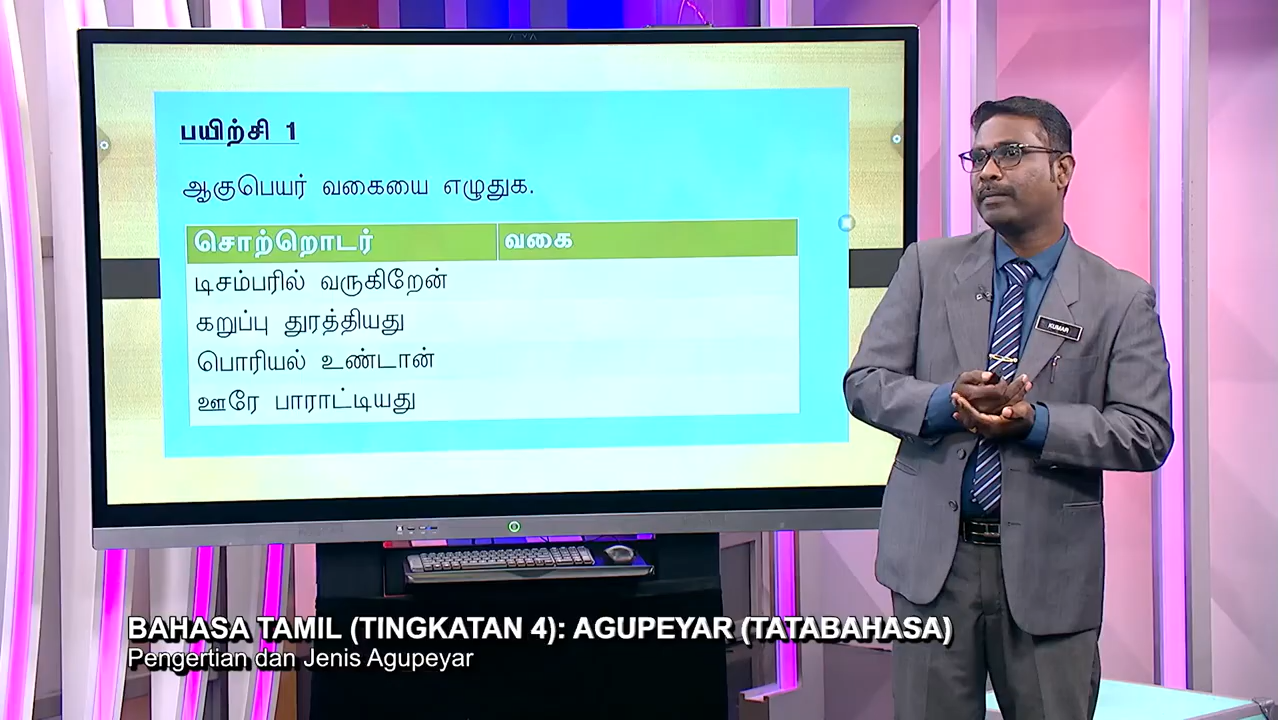 பயிற்சி 1
ஆகுபெயர் வகையை எழுதுக.
சொற்றொடர் வகை
டிசம்பரில் வருகிறேன்
கறுப்பு துரத்தியது
பொரியல் உண்டான்
ஊரே பாராட்டியது
KUMAR
BAHASA TAMIL (TINGKATAN 4): AGUPEYAR (TATABAHASA)
Pengertian dan Jenis Agupeyar